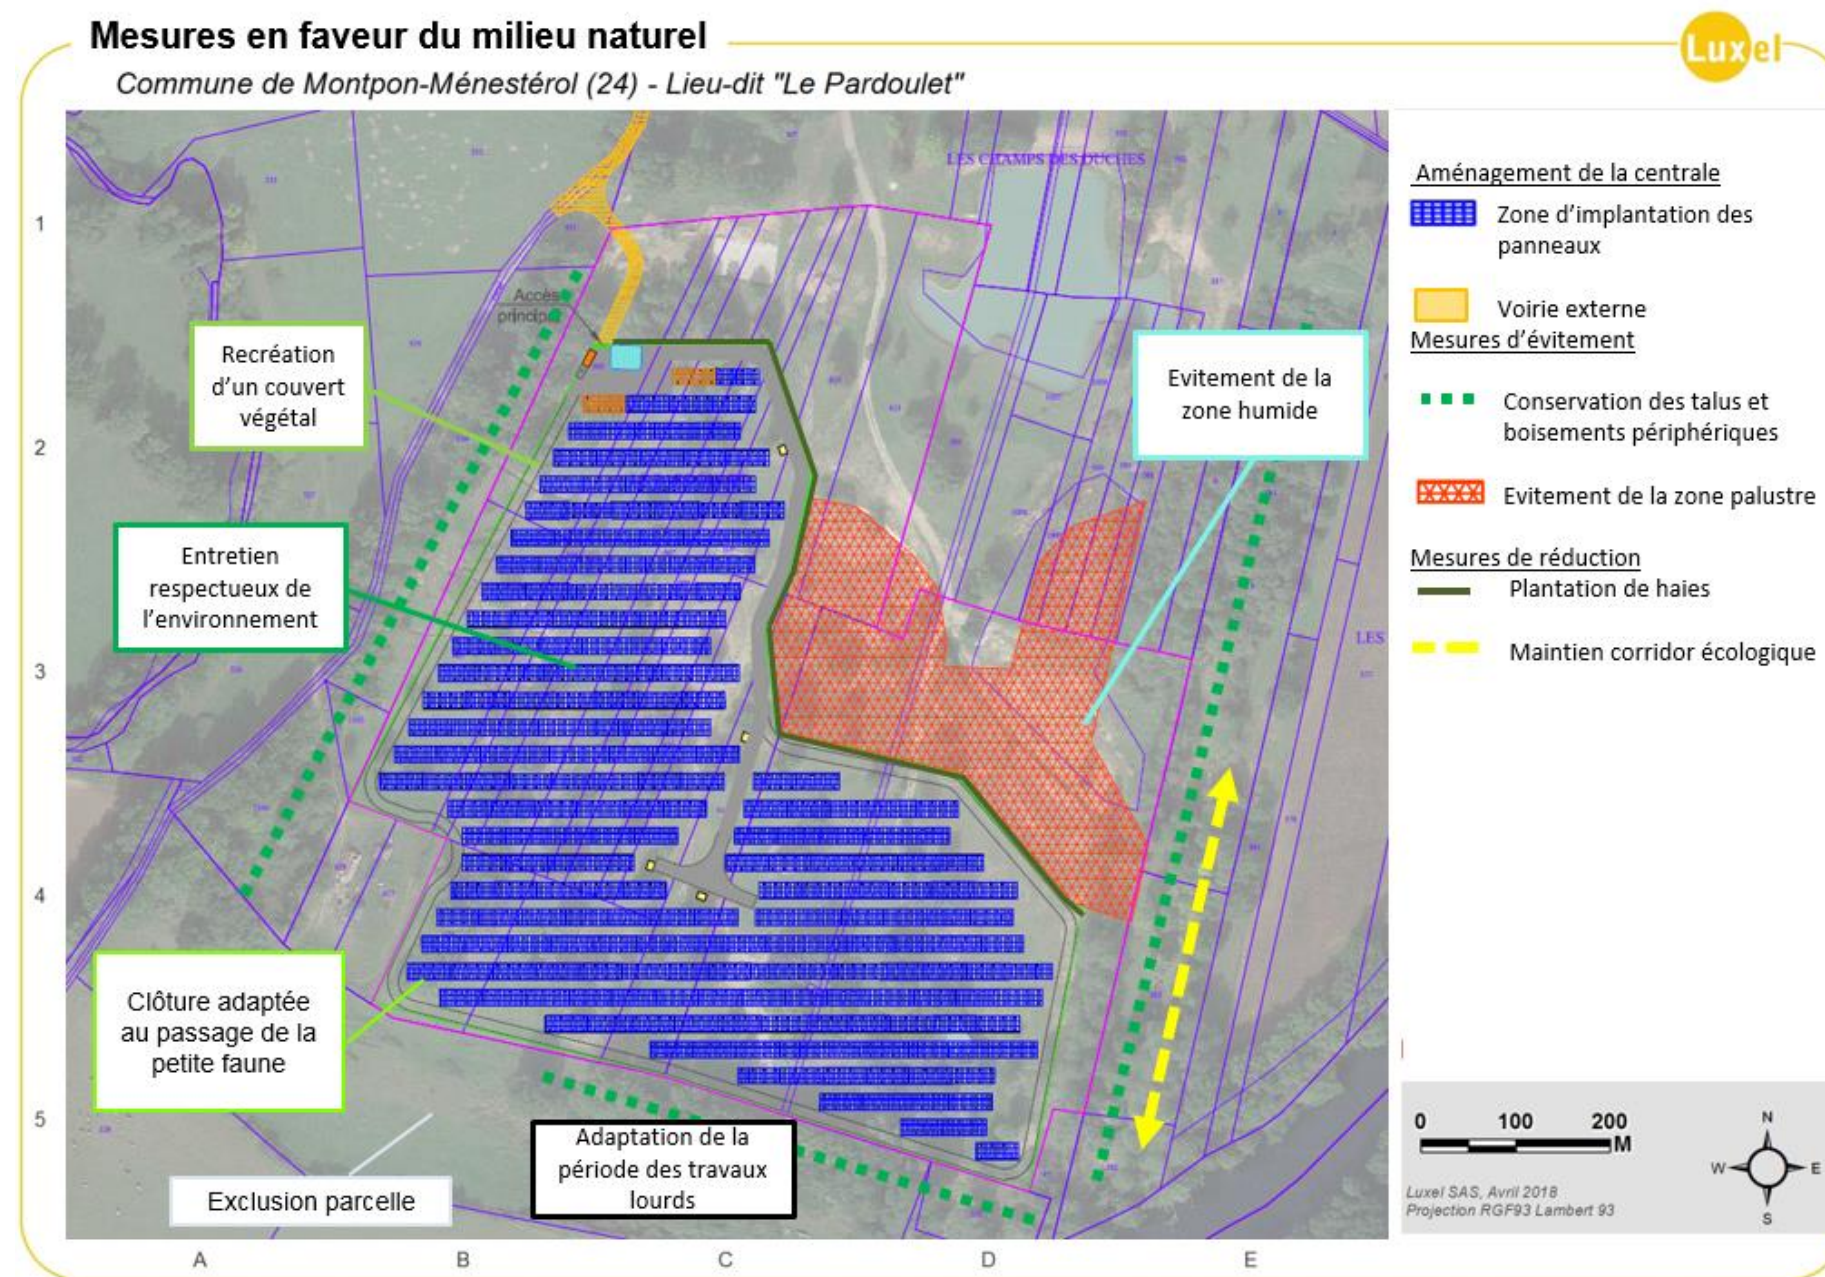 Mesures en faveur du milieu naturel
Luxel
Commune de Montpon-Ménestérol (24) - Lieu-dit "Le Pardoulet"
LES CHAMPS DES DUCHES
Accès
principal
Recréation
d'un couvert
végétal
Evitement de la
zone humide
Entretien
respectueux de
l'environnement
LES
Clôture adaptée
au passage de la
petite faune
Adaptation de la
période des travaux
lourds
Exclusion parcelle
1
2
3
4
5
A
B
C
D
E
Aménagement de la centrale
Zone d'implantation des
panneaux
Voirie externe
Mesures d'évitement
Conservation des talus et
boisements périphériques
Evitement de la zone palustre
Mesures de réduction
Plantation de haies
Maintien corridor écologique
0 100 200
M
N
W
E
S
Luxel SAS, Avril 2018
Projection RGF93 Lambert 93